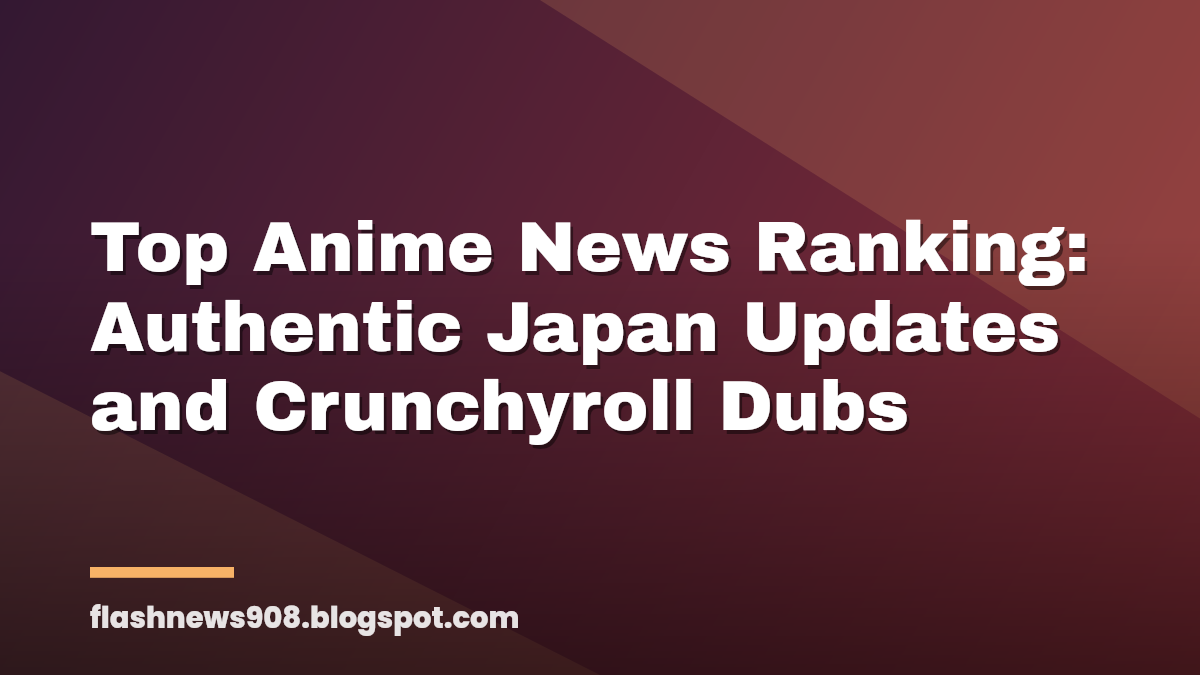 Top Anime News Ranking:
Authentic Japan Updates
and Crunchyroll Dubs
flashnews908.blogspot.com